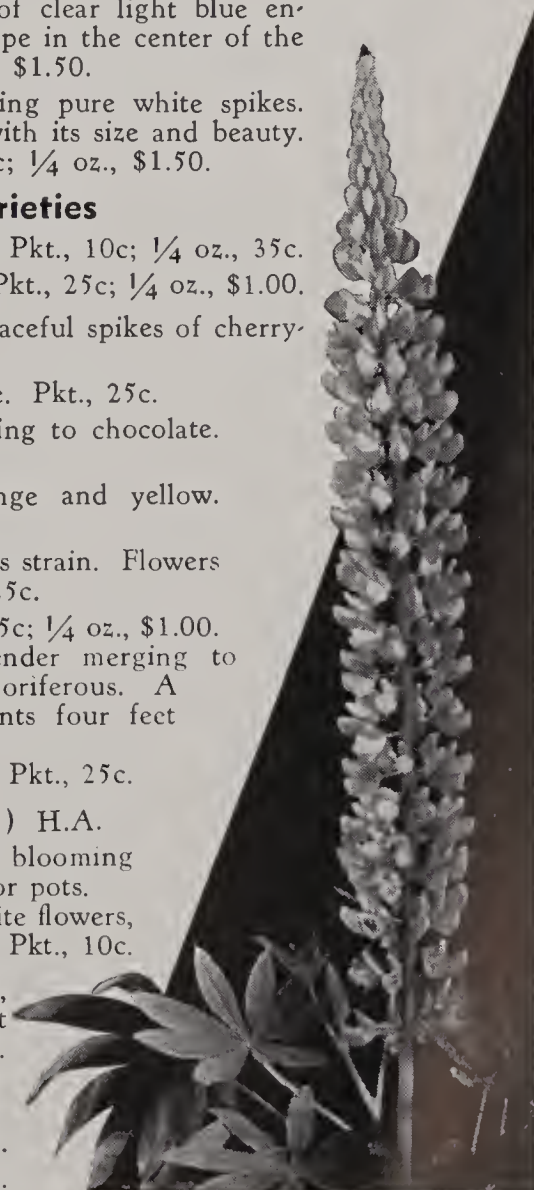 of clear light blue en-
pe in the center of the
$1.50.
ing pure white spikes.
with its size and beauty.
c; ¼ oz., $1.50.
rieties
Pkt., 10c; ¼ oz., 35c.
Pkt., 25c; ¼ oz., $1.00.
aceful spikes of cherry-
c. Pkt., 25c.
ing to chocolate.
nge and yellow.
s strain. Flowers
5c.
5c; ¼ oz., $1.00.
ender merging to
oriferous. A
nts four feet
Pkt., 25c.
) H.A.
blooming
or pots.
ite flowers,
Pkt., 10c.
,
t
.
.
.